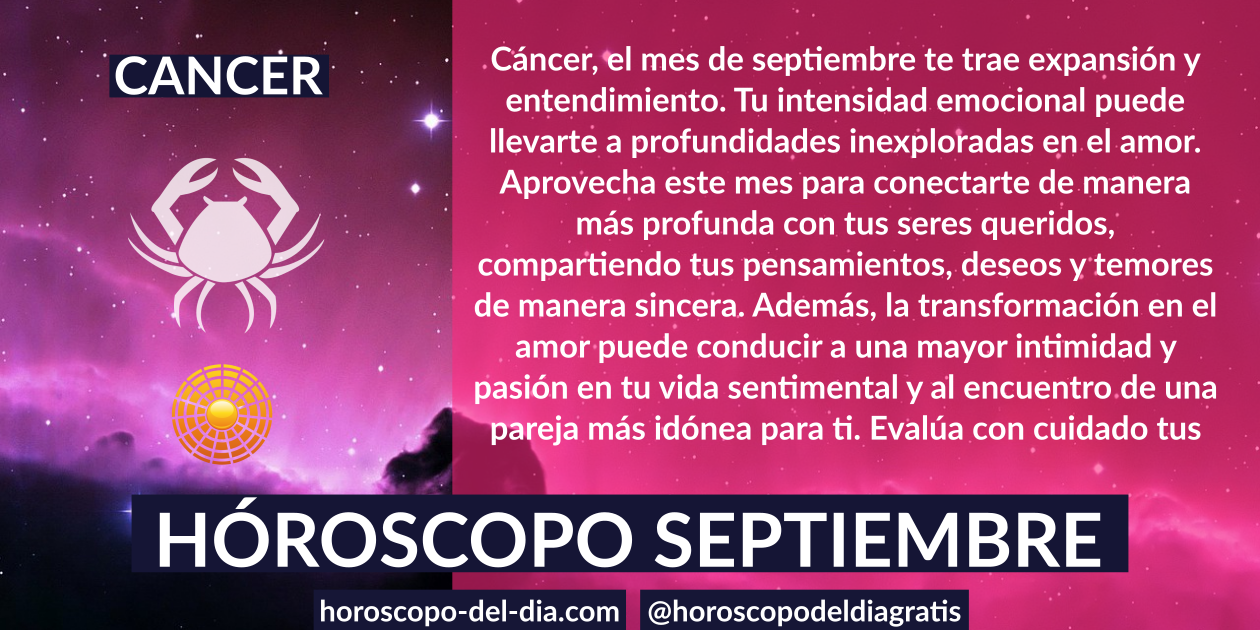 CANCER
Cáncer, el mes de septiembre te trae expansión y
entendimiento. Tu intensidad emocional puede
llevarte a profundidades inexploradas en el amor.
Aprovecha este mes para conectarte de manera
más profunda con tus seres queridos,
compartiendo tus pensamientos, deseos y temores
de manera sincera. Además, la transformación en el
amor puede conducir a una mayor intimidad y
pasión en tu vida sentimental y al encuentro de una
pareja más idónea para ti. Evalúa con cuidado tus
HÓROSCOPO SEPTIEMBRE
horoscopo-del-dia.com
@horoscopodeldiagratis